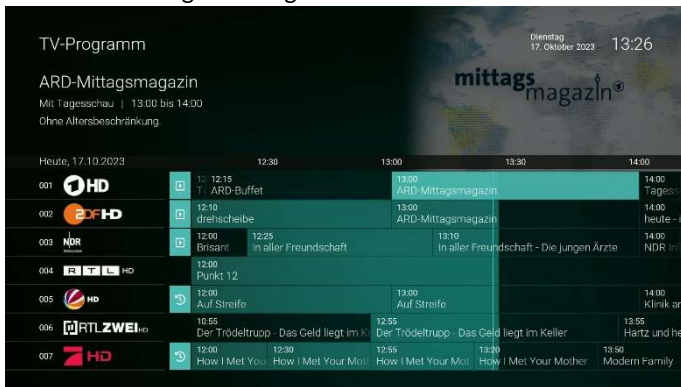 TV-Programm
Dienstag
17. Oktober 2023
13:26
ARD-Mittagsmagazin
Mit Tagesschau | 13.00 bis 14:00
Ohne Altersbeschränkung.
mittags
magazin
Heute, 17.10.2023 12:30 13:00 13:30 14:00
001 HD 12:15 13:00 14:00
ARD-Buffet ARD-Mittagsmagazin Tagess
002 ZDF HD 12:10 13:00 14:00
drehscheibe ARD-Mittagsmagazin heute -
003 NDR 12:00 12:25 13:10 14:00
Brisant In aller Freundschaft In aller Freundschaft - Die jungen Ärzte NDR Inf
004 RTL HD 12:00
Punkt 12
005 HD 12:00 13:00 14:00
Auf Streife Auf Streife Klinik a
006 RTLZWEI HD 10:55 12:55 13:55
Der Trödeltrupp - Das Geld liegt im K Der Trödeltrupp - Das Geld liegt im Keller Hartz und he
007 HD 12:00 12:30 12:55 13:20 13:50
How I Met You How I Met Your Mot How I Met Your Mot How I Met Your Mother Modern Family